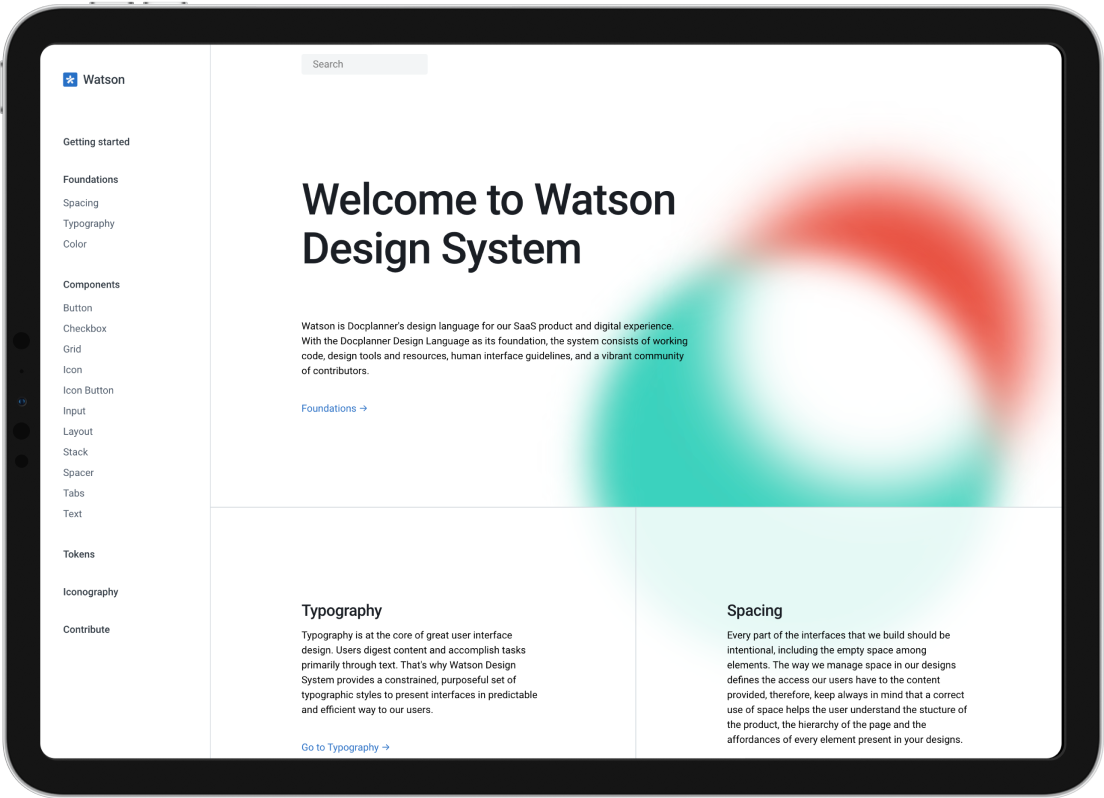 Watson
Getting started
Foundations
Spacing
Typography
Color
Components
Button
Checkbox
Grid
Icon
Icon Button
Input
Layout
Stack
Spacer
Tabs
Text
Tokens
Iconography
Contribute
Search
Welcome to Watson
Design System
Watson is Docplanner's design language for our SaaS product and digital experience.
With the Docplanner Design Language as its foundation, the system consists of working
code, design tools and resources, human interface guidelines, and a vibrant community
of contributors.
Foundations →
Typography
Typography is at the core of great user interface
design. Users digest content and accomplish tasks
primarily through text. That's why Watson Design
System provides a constrained, purposeful set of
typographic styles to present interfaces in predictable
and efficient way to our users.
Go to Typography →
Spacing
Every part of the interfaces that we build should be
intentional, including the empty space among
elements. The way we manage space in our designs
defines the access our users have to the content
provided, therefore, keep always in mind that a correct
use of space helps the user understand the stucture of
the product, the hierarchy of the page and the
affordances of every element present in your designs.